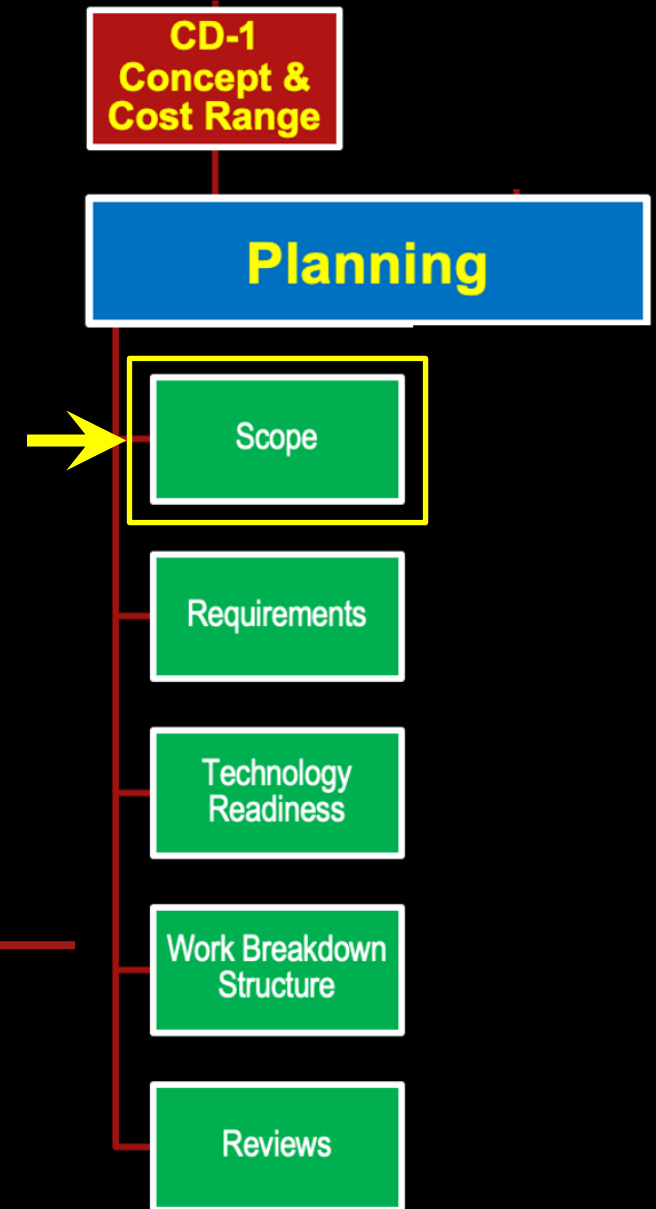 CD-1
Concept &
Cost Range
Planning
Scope
Requirements
Technology
Readiness
Work Breakdown
Structure
Reviews